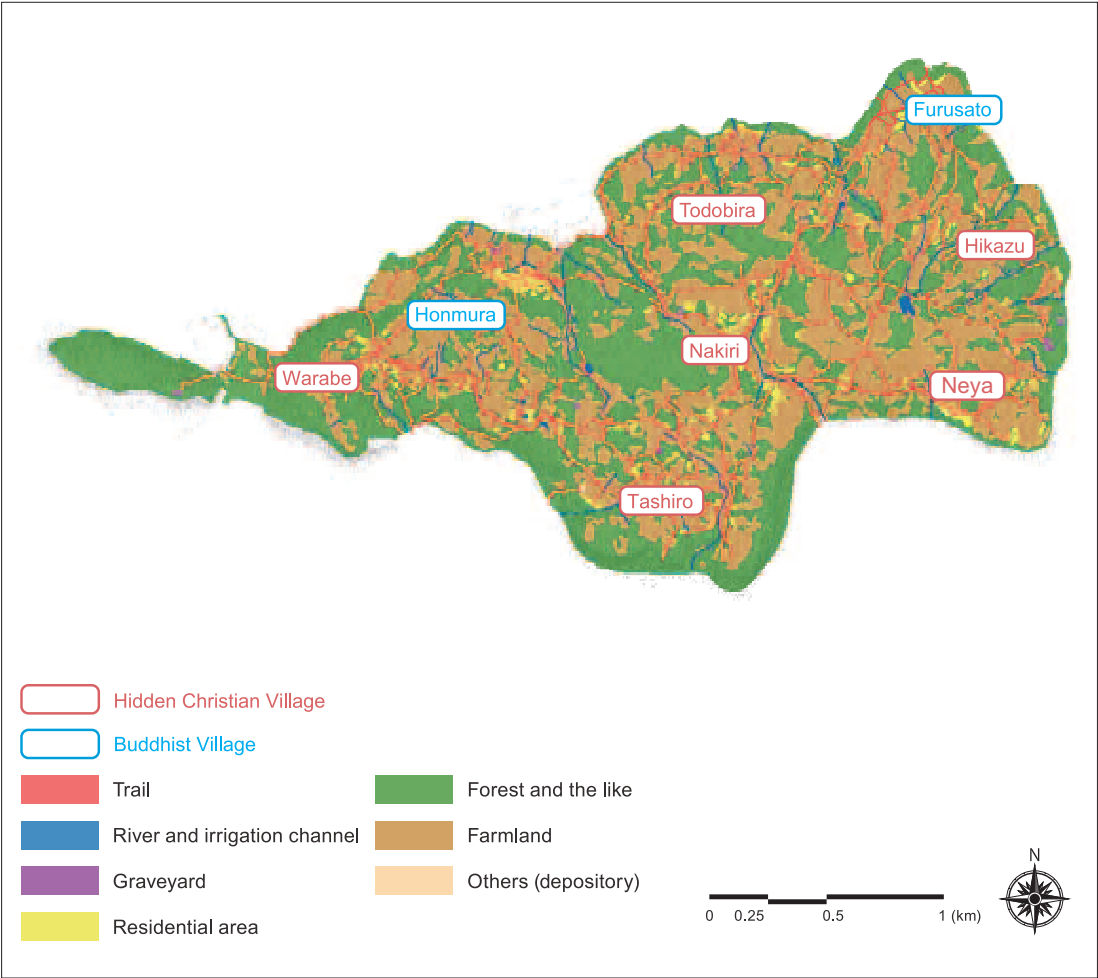 Furusato
Todobira
Hikazu
Honmura
Nakiri
Warabe
Neya
Tashiro
Hidden Christian Village
Buddhist Village
Trail
River and irrigation channel
Graveyard
Residential area
Forest and the like
Farmland
Others (depository)
N
0 0.25 0.5 1 (km)